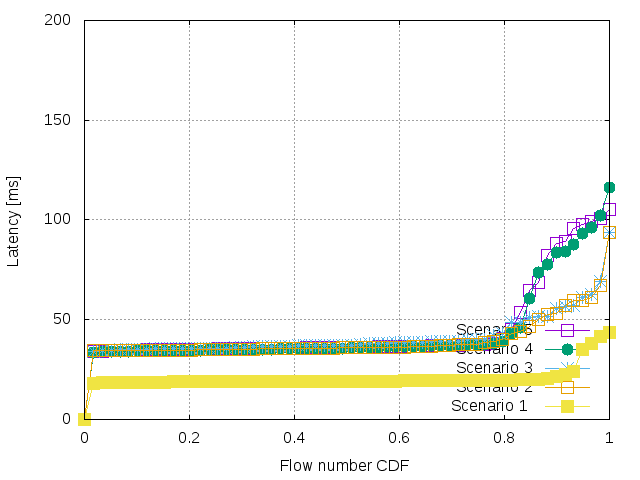 200
150
100
50
0
Latency [ms]
Scenario 5
Scenario 4
Scenario 3
Scenario 2
Scenario 1
0 0.2 0.4 0.6 0.8 1
Flow number CDF